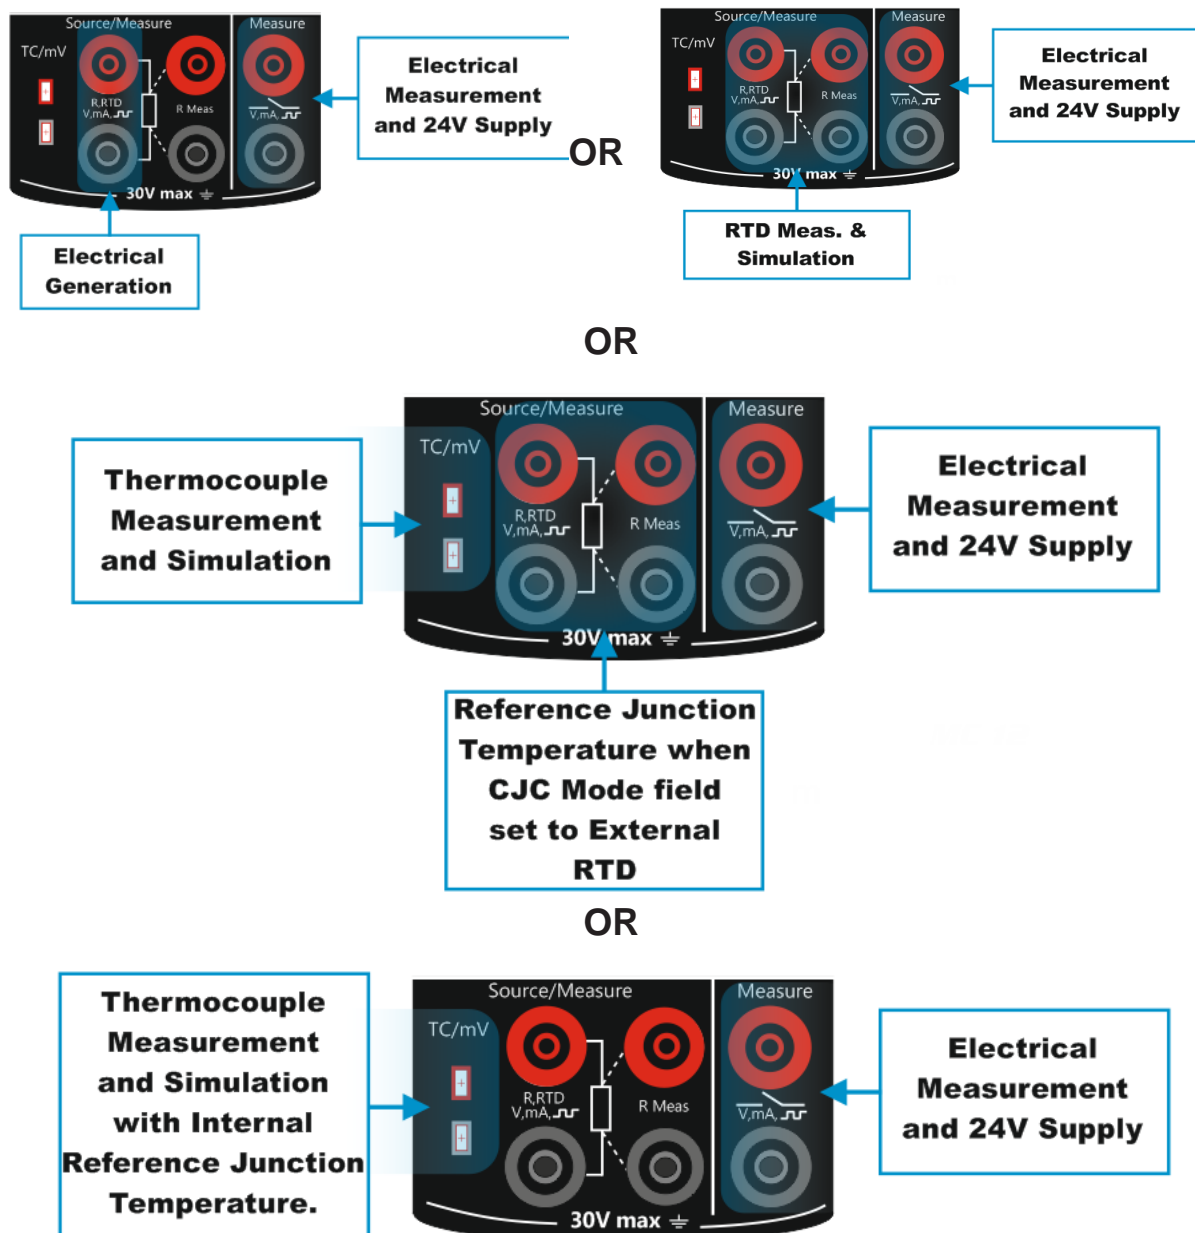 Source/Measure
Measure
TC/mV
R,RTD
V,mA,
R Meas
V,mA,
30V max
Electrical
Measurement
and 24V Supply
Electrical
Generation
OR
Source/Measure
Measure
TC/mV
R,RTD
V,mA,
R Meas
V,mA,
30V max
Electrical
Measurement
and 24V Supply
RTD Meas. &
Simulation
OR
Thermocouple
Measurement
and Simulation
Source/Measure
Measure
TC/mV
R,RTD
V,mA,
R Meas
V,mA,
30V max
Electrical
Measurement
and 24V Supply
Reference Junction
Temperature when
CJC Mode field
set to External
RTD
OR
Thermocouple
Measurement
and Simulation
with Internal
Reference Junction
Temperature.
Source/Measure
Measure
TC/mV
R,RTD
V,mA,
R Meas
V,mA,
30V max
Electrical
Measurement
and 24V Supply